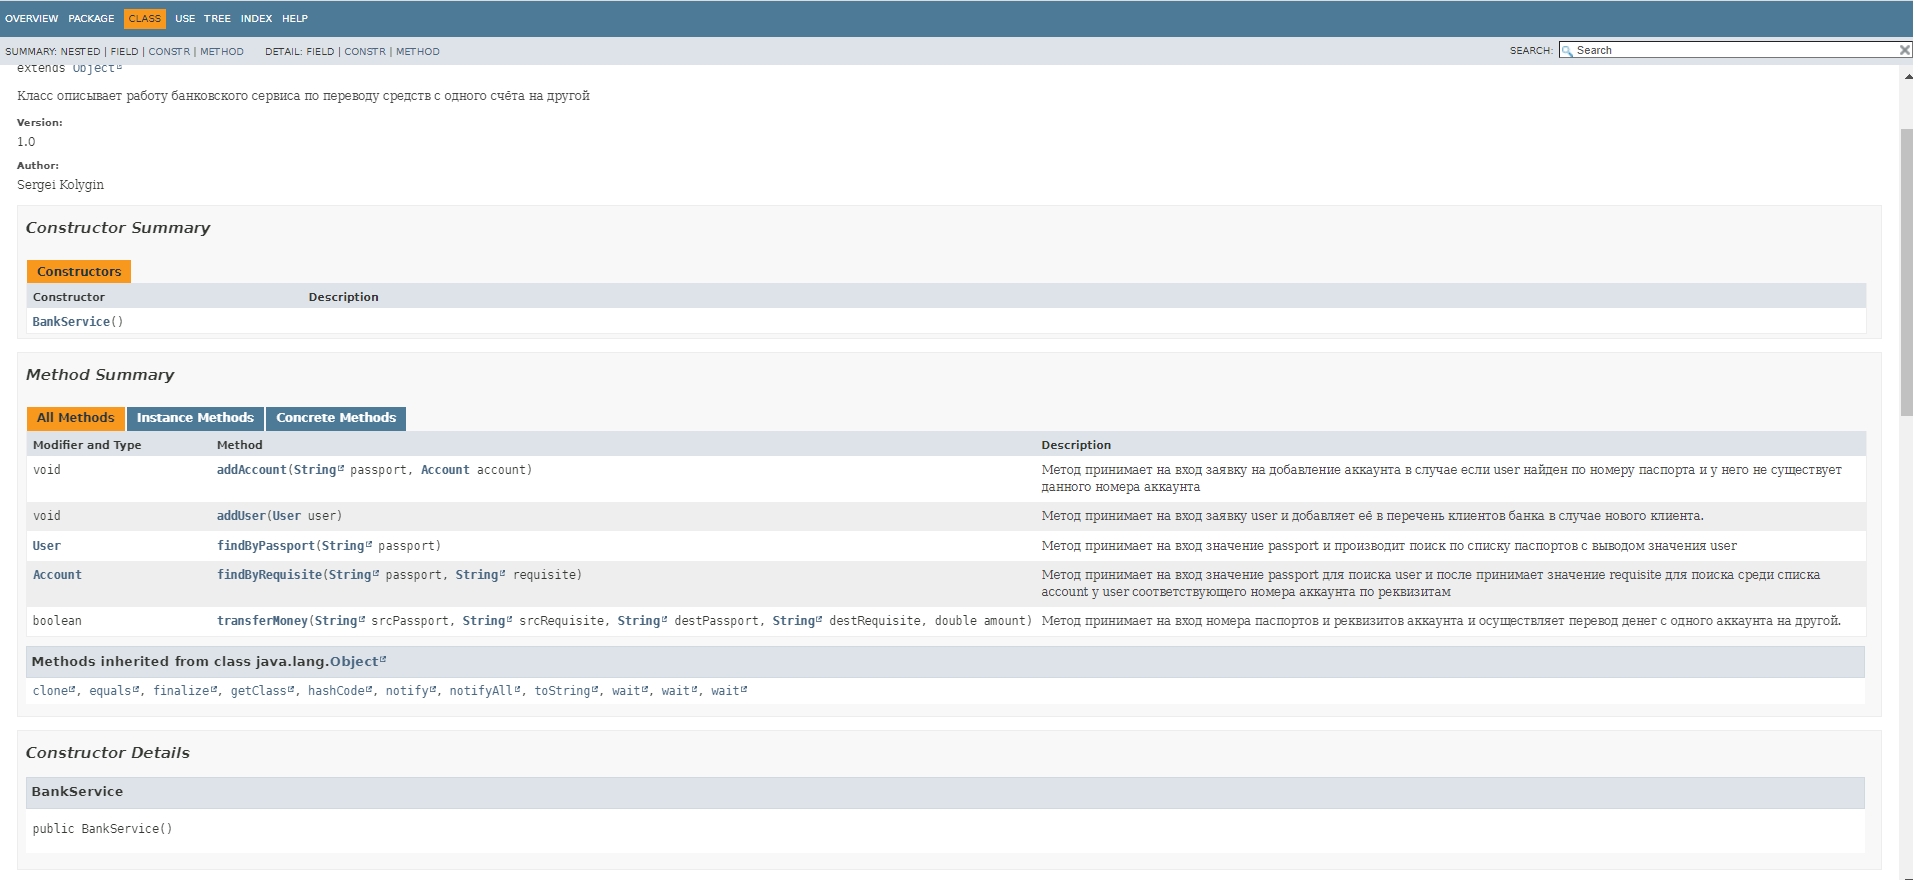 OVERVIEW PACKAGE CLASS USE TREE INDEX HELP
SUMMARY: NESTED | FIELD | CONSTR | METHOD DETAIL: FIELD | CONSTR | METHOD SEARCH: Search
extends Object
Класс описывает работу банковского сервиса по переводу средств с одного счёта на другой
Version:
1.0
Author:
Sergei Kolygin
Constructor Summary
Constructors
Constructor Description
BankService()
Method Summary
All Methods Instance Methods Concrete Methods
Modifier and Type Method Description
void addAccount(String passport, Account account) Метод принимает на вход заявку на добавление аккаунта в случае если user найден по номеру паспорта и у него не существует
данного номера аккаунта
void addUser(User user) Метод принимает на вход заявку user и добавляет её в перечень клиентов банка в случае нового клиента.
User findByPassport(String passport) Метод принимает на вход значение passport и производит поиск по списку паспортов с выводом значения user
Account findByRequisite(String passport, String requisite) Метод принимает на вход значение passport для поиска user и после принимает значение requisite для поиска среди списка
account у user соответствующего номера аккаунта по реквизитам
boolean transferMoney(String srcPassport, String srcRequisite, String destPassport, String destRequisite, double amount) Метод принимает на вход номера паспортов и реквизитов аккаунта и осуществляет перевод денег с одного аккаунта на другой.
Methods inherited from class java.lang.Object
clone, equals, finalize, getClass, hashCode, notify, notifyAll, toString, wait, wait, wait
Constructor Details
BankService
public BankService()